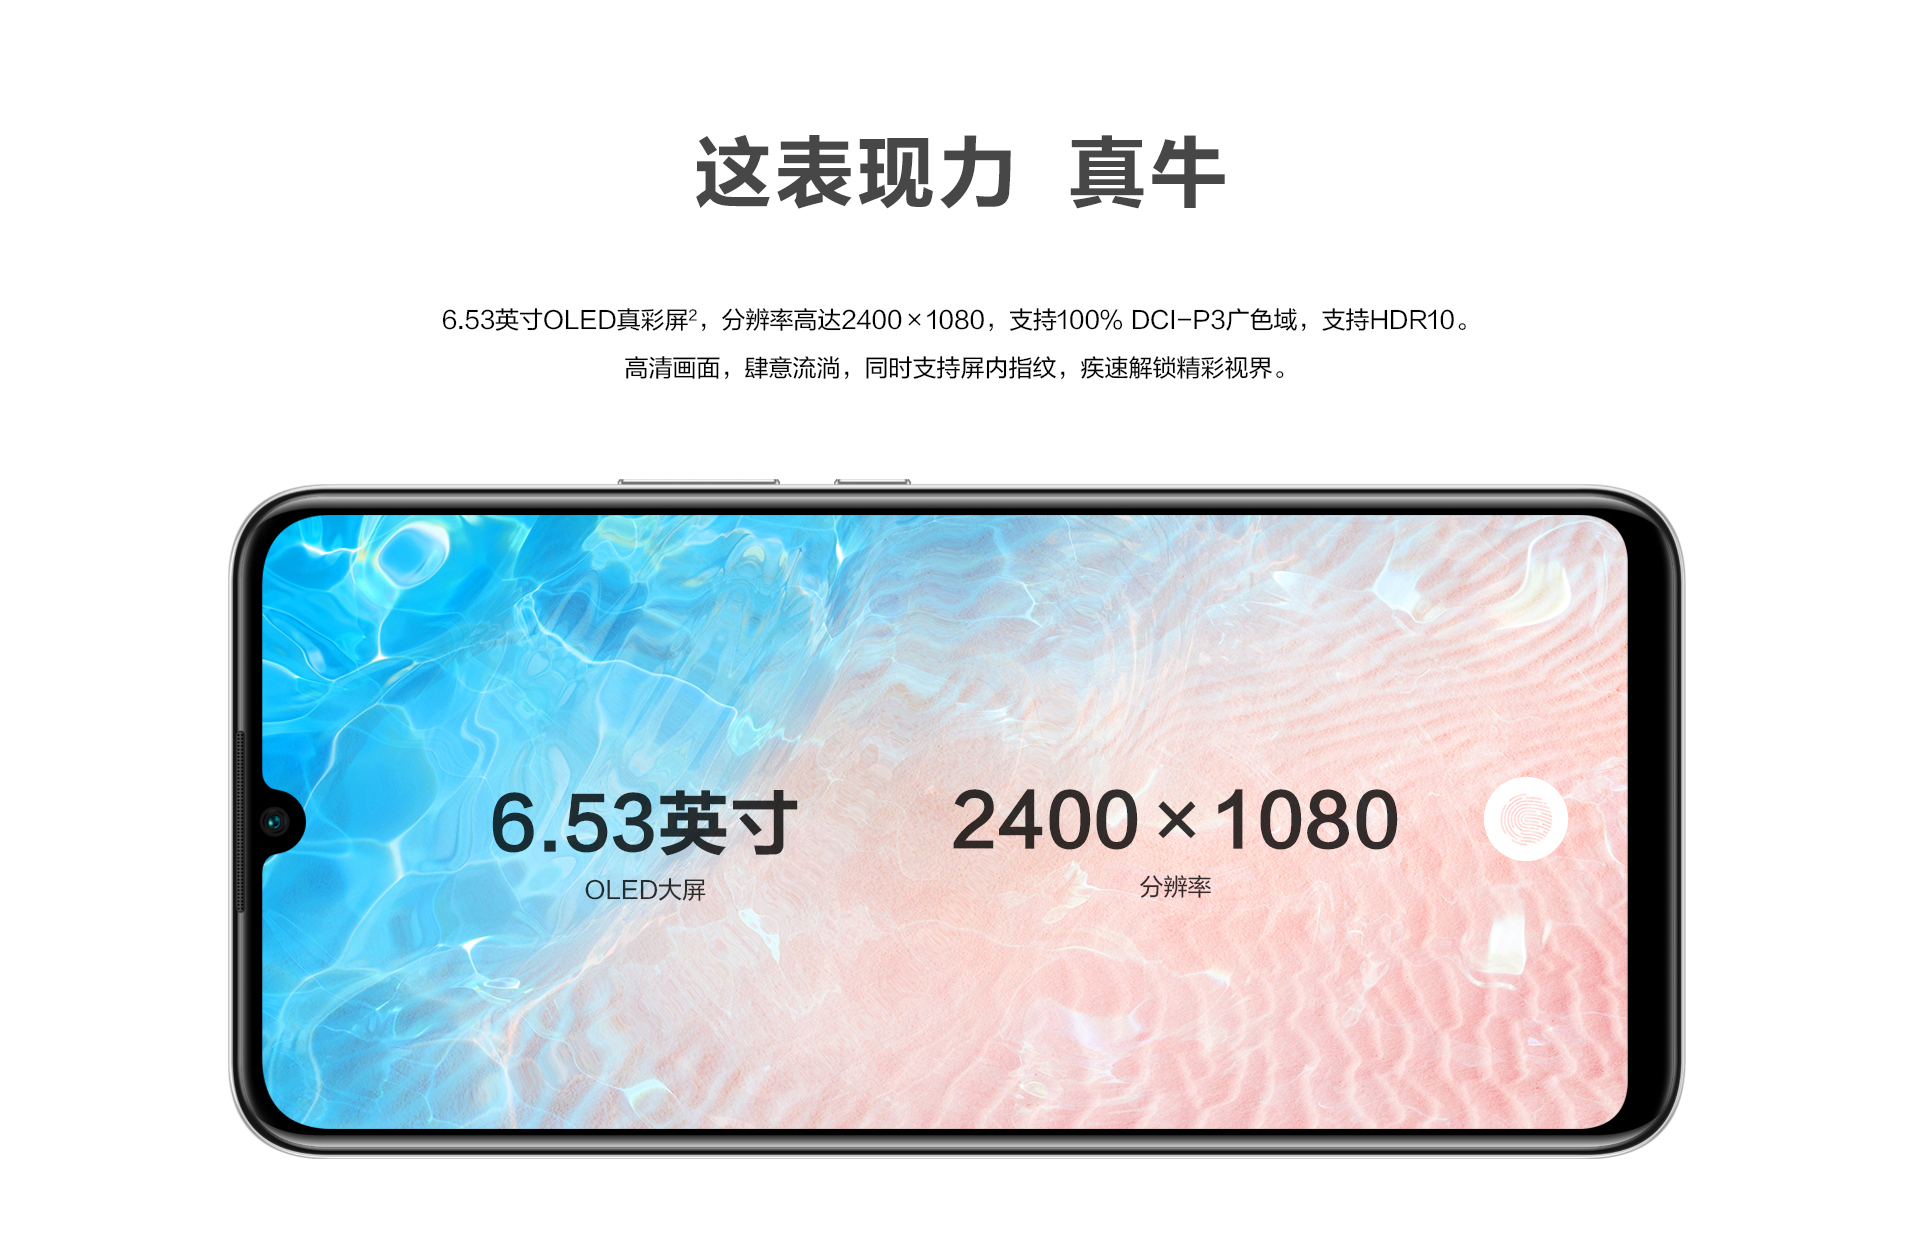 这表现力 真牛
6.53英寸OLED真彩屏²，分辨率高达2400×1080，支持100% DCI-P3广色域，支持HDR10。
高清画面，肆意流淌，同时支持屏内指纹，疾速解锁精彩视界。
6.53英寸
OLED大屏
2400×1080
分辨率